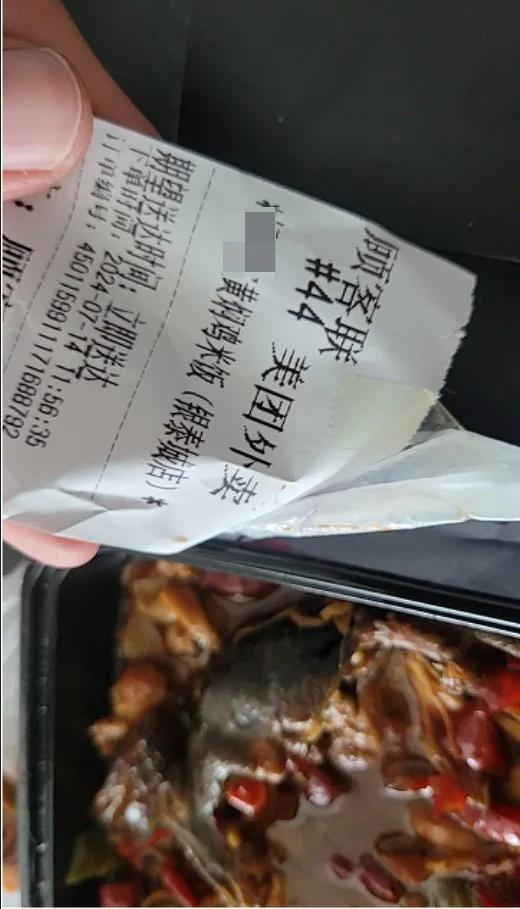 顾客联
#44 美团外卖
黄焖鸡米饭（银泰城店）*
期望送达时间：立即送达
下单时间：2024-07-14 11:56:35
订单编号：4501159911171688792